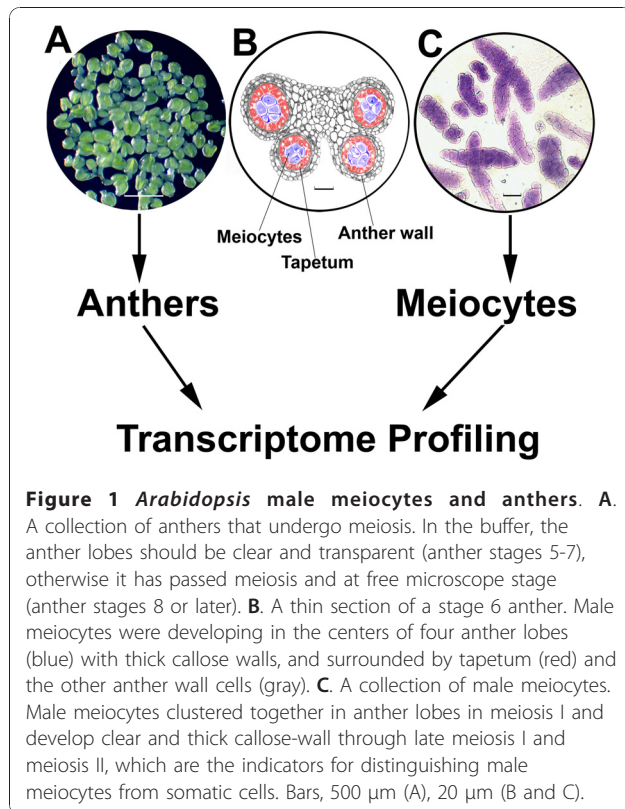 A
B
C
Meiocytes
Tapetum
Anther wall
Anthers
Meiocytes
Transcriptome Profiling
Figure 1 Arabidopsis male meiocytes and anthers. A.
A collection of anthers that undergo meiosis. In the buffer, the
anther lobes should be clear and transparent (anther stages 5-7),
otherwise it has passed meiosis and at free microscope stage
(anther stages 8 or later). B. A thin section of a stage 6 anther. Male
meiocytes were developing in the centers of four anther lobes
(blue) with thick callose walls, and surrounded by tapetum (red) and
the other anther wall cells (gray). C. A collection of male meiocytes.
Male meiocytes clustered together in anther lobes in meiosis I and
develop clear and thick callose-wall through late meiosis I and
meiosis II, which are the indicators for distinguishing male
meiocytes from somatic cells. Bars, 500 μm (A), 20 μm (B and C).